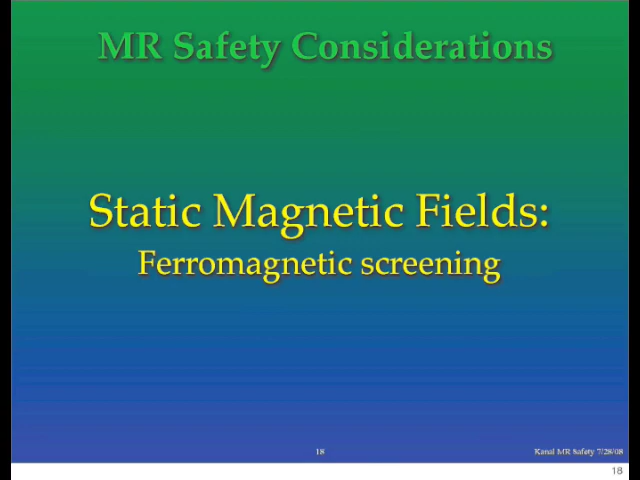 MR Safety Considerations
Static Magnetic Fields:
Ferromagnetic screening
18
Kanal MR Safety 7/28/08
18